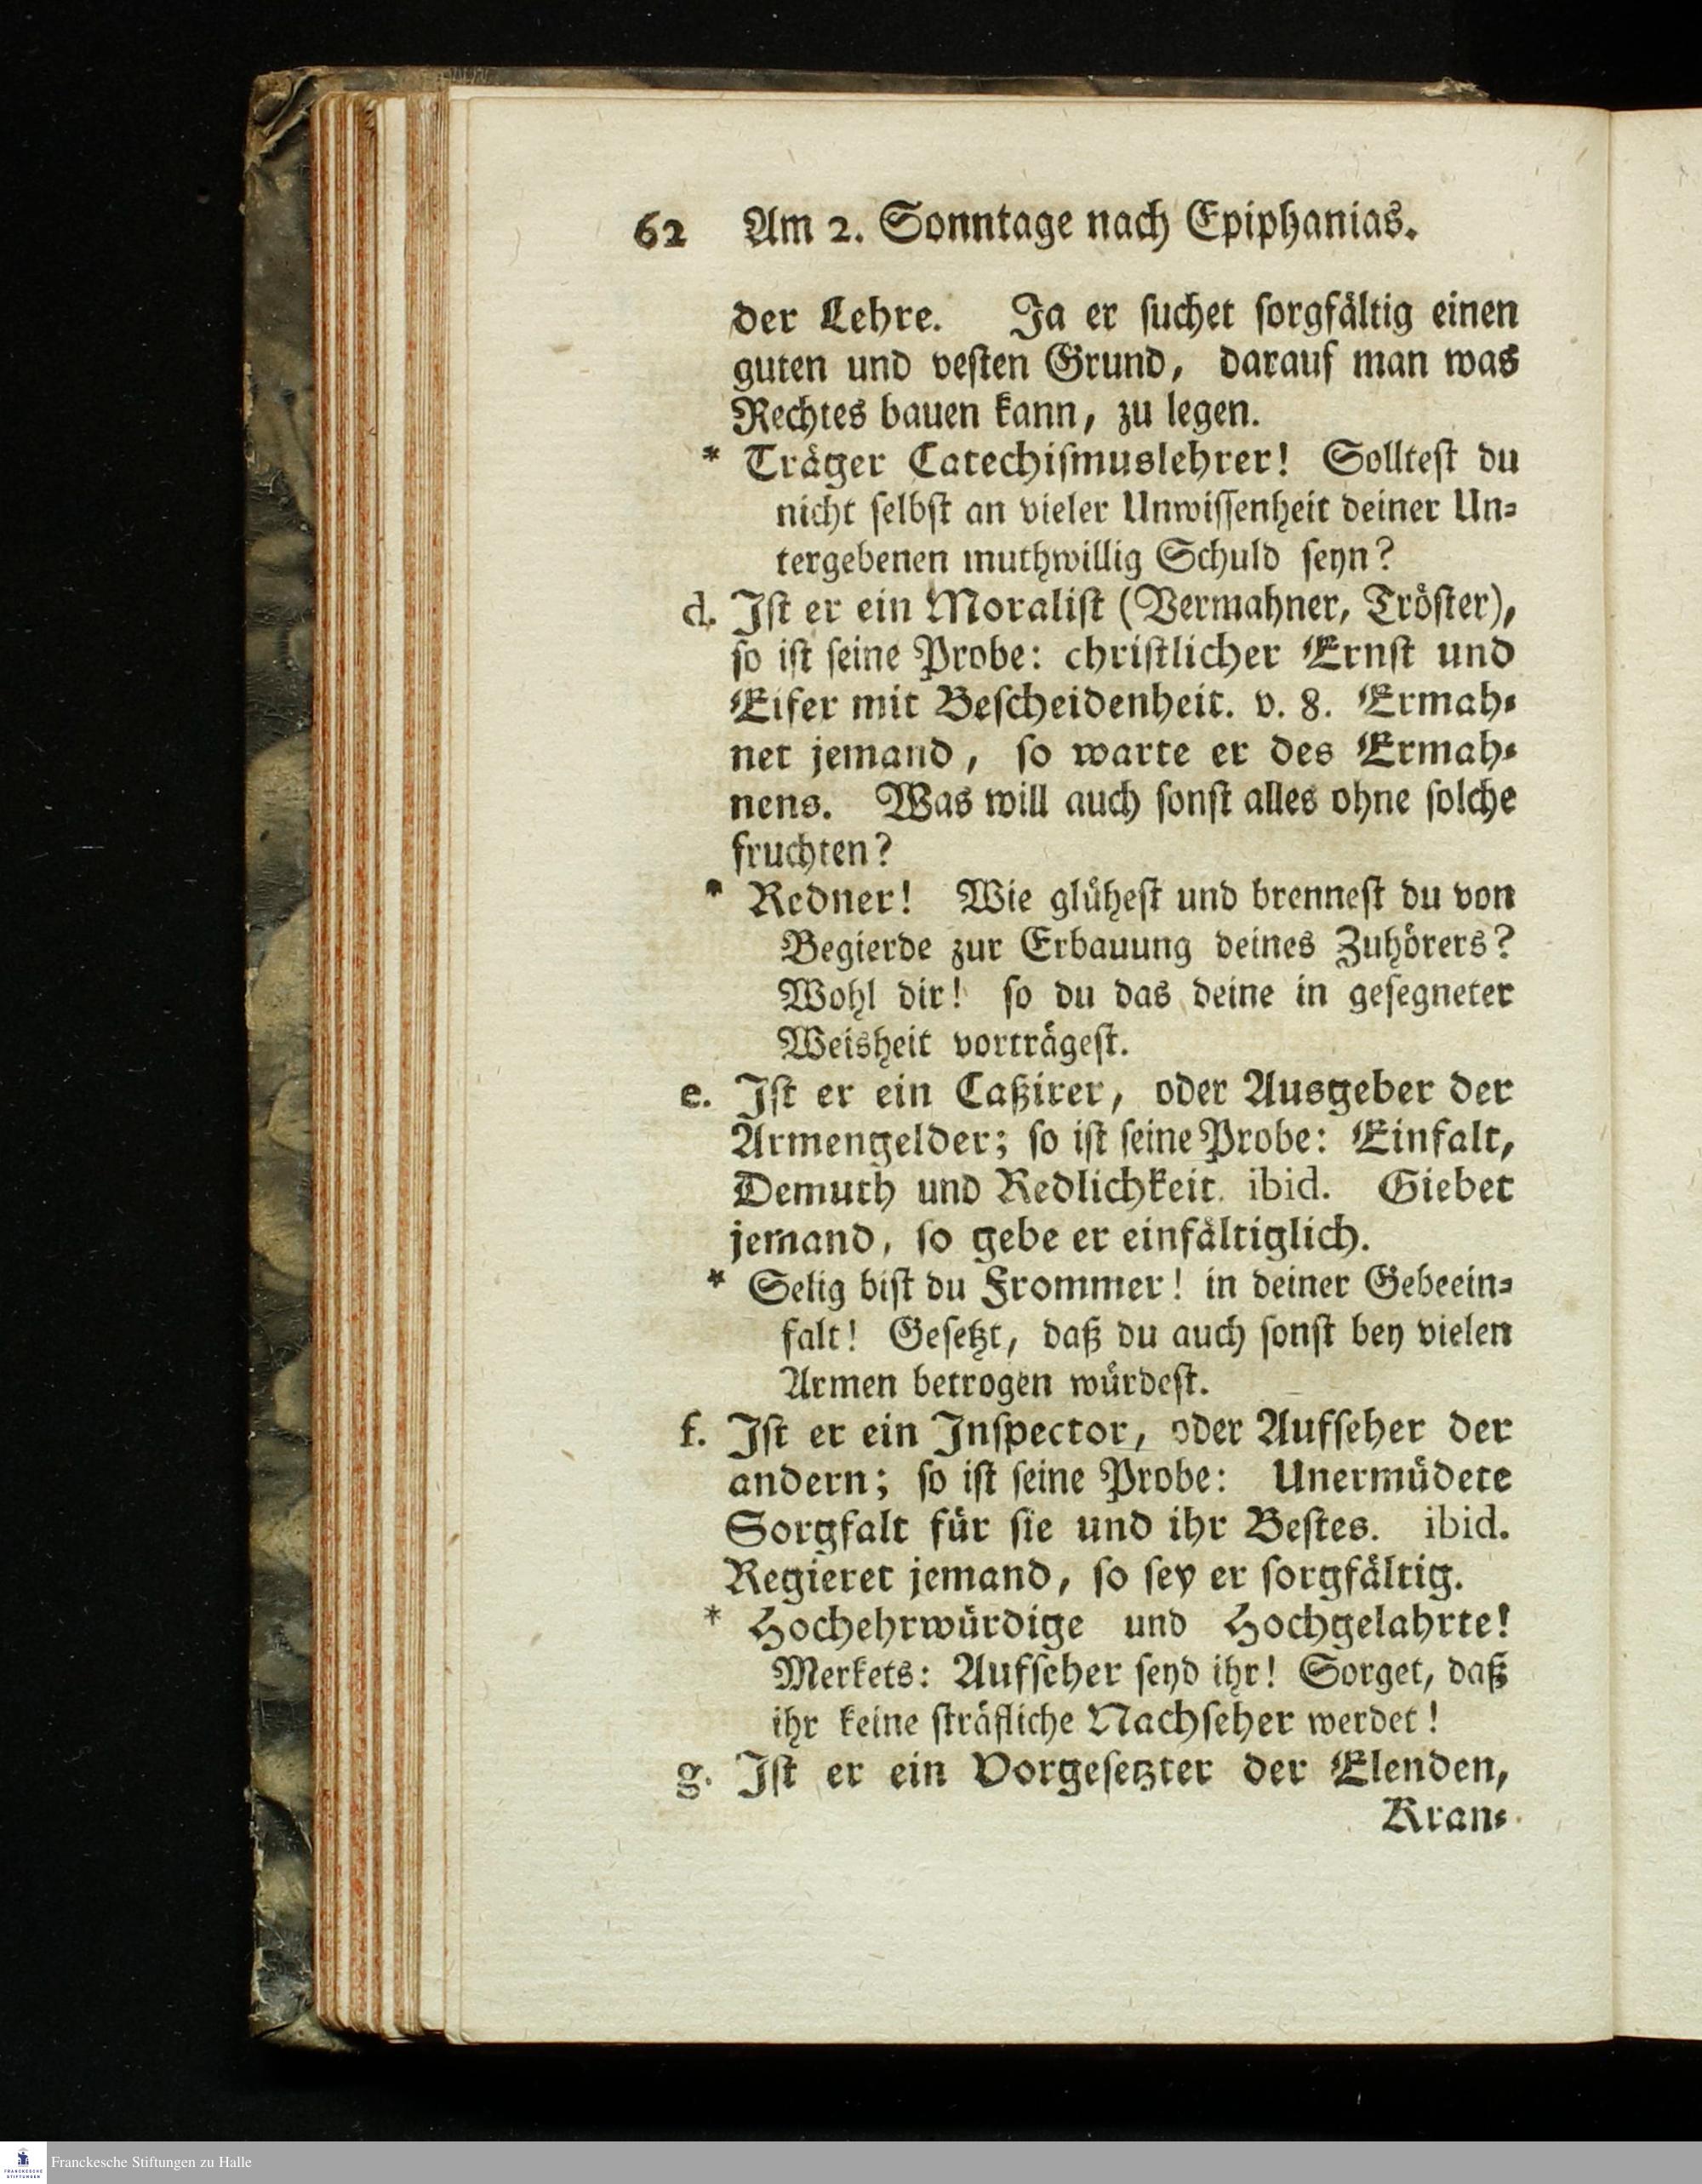 62 Am 2. Sonntage nach Epiphanias.
der Lehre. Ja er ſuchet ſorgfältig einen
guten und veſten Grund, darauf man was
Rechtes bauen kann, zu legen.
* Träger Catechiſmuslehrer! Sollteſt du
nicht ſelbſt an vieler Unwiſſenheit deiner Un⸗
tergebenen muthwillig Schuld ſeyn?
d. Iſt er ein Moraliſt (Vermahner, Tröſter),
ſo iſt ſeine Probe: chriſtlicher Ernſt und
Eifer mit Beſcheidenheit. v. 8. Ermah⸗
net jemand, ſo warte er des Ermah⸗
nens. Was will auch ſonſt alles ohne ſolche
fruchten?
* Redner! Wie glüheſt und brenneſt du von
Begierde zur Erbauung deines Zuhörers?
Wohl dir! ſo du das deine in geſegneter
Weisheit vorträgeſt.
e. Iſt er ein Caßirer, oder Ausgeber der
Armengelder; ſo iſt ſeine Probe: Einfalt,
Demuth und Redlichkeit. ibid. Giebet
jemand, ſo gebe er einfältiglich.
* Selig biſt du Frommer! in deiner Gebeein⸗
falt! Geſetzt, daß du auch ſonſt bey vielen
Armen betrogen würdeſt.
f. Iſt er ein Inſpector, oder Aufſeher der
andern; ſo iſt ſeine Probe: Unermüdete
Sorgfalt für ſie und ihr Beſtes. ibid.
Regieret jemand, ſo ſey er ſorgfältig.
* Hochehrwürdige und Hochgelahrte!
Merkets: Aufſeher ſeyd ihr! Sorget, daß
ihr keine ſträfliche Nachſeher werdet!
g. Iſt er ein Vorgeſetzter der Elenden,
Kran⸗
FRANCKESCHE STIFTUNGEN
Franckesche Stiftungen zu Halle